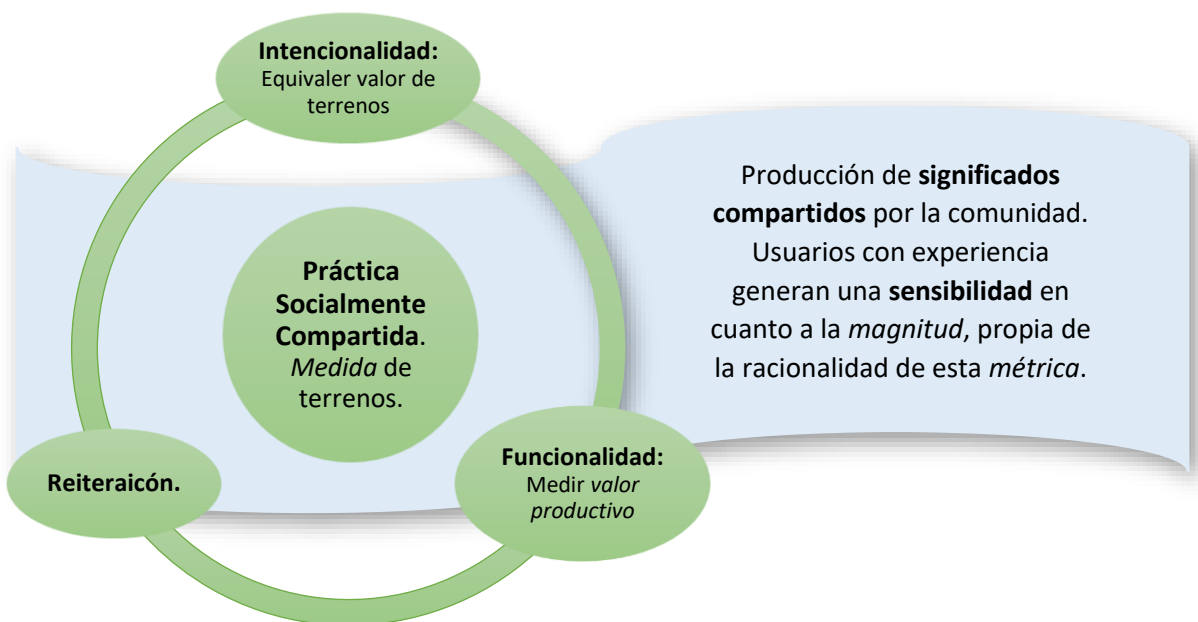 Intencionalidad:
Equivaler valor de
terrenos
Práctica
Socialmente
Compartida.
Medida de
terrenos.
Reiteraicón.
Funcionalidad:
Medir valor
productivo
Producción de significados
compartidos por la comunidad.
Usuarios con experiencia
generan una sensibilidad en
cuanto a la magnitud, propia de
la racionalidad de esta métrica.